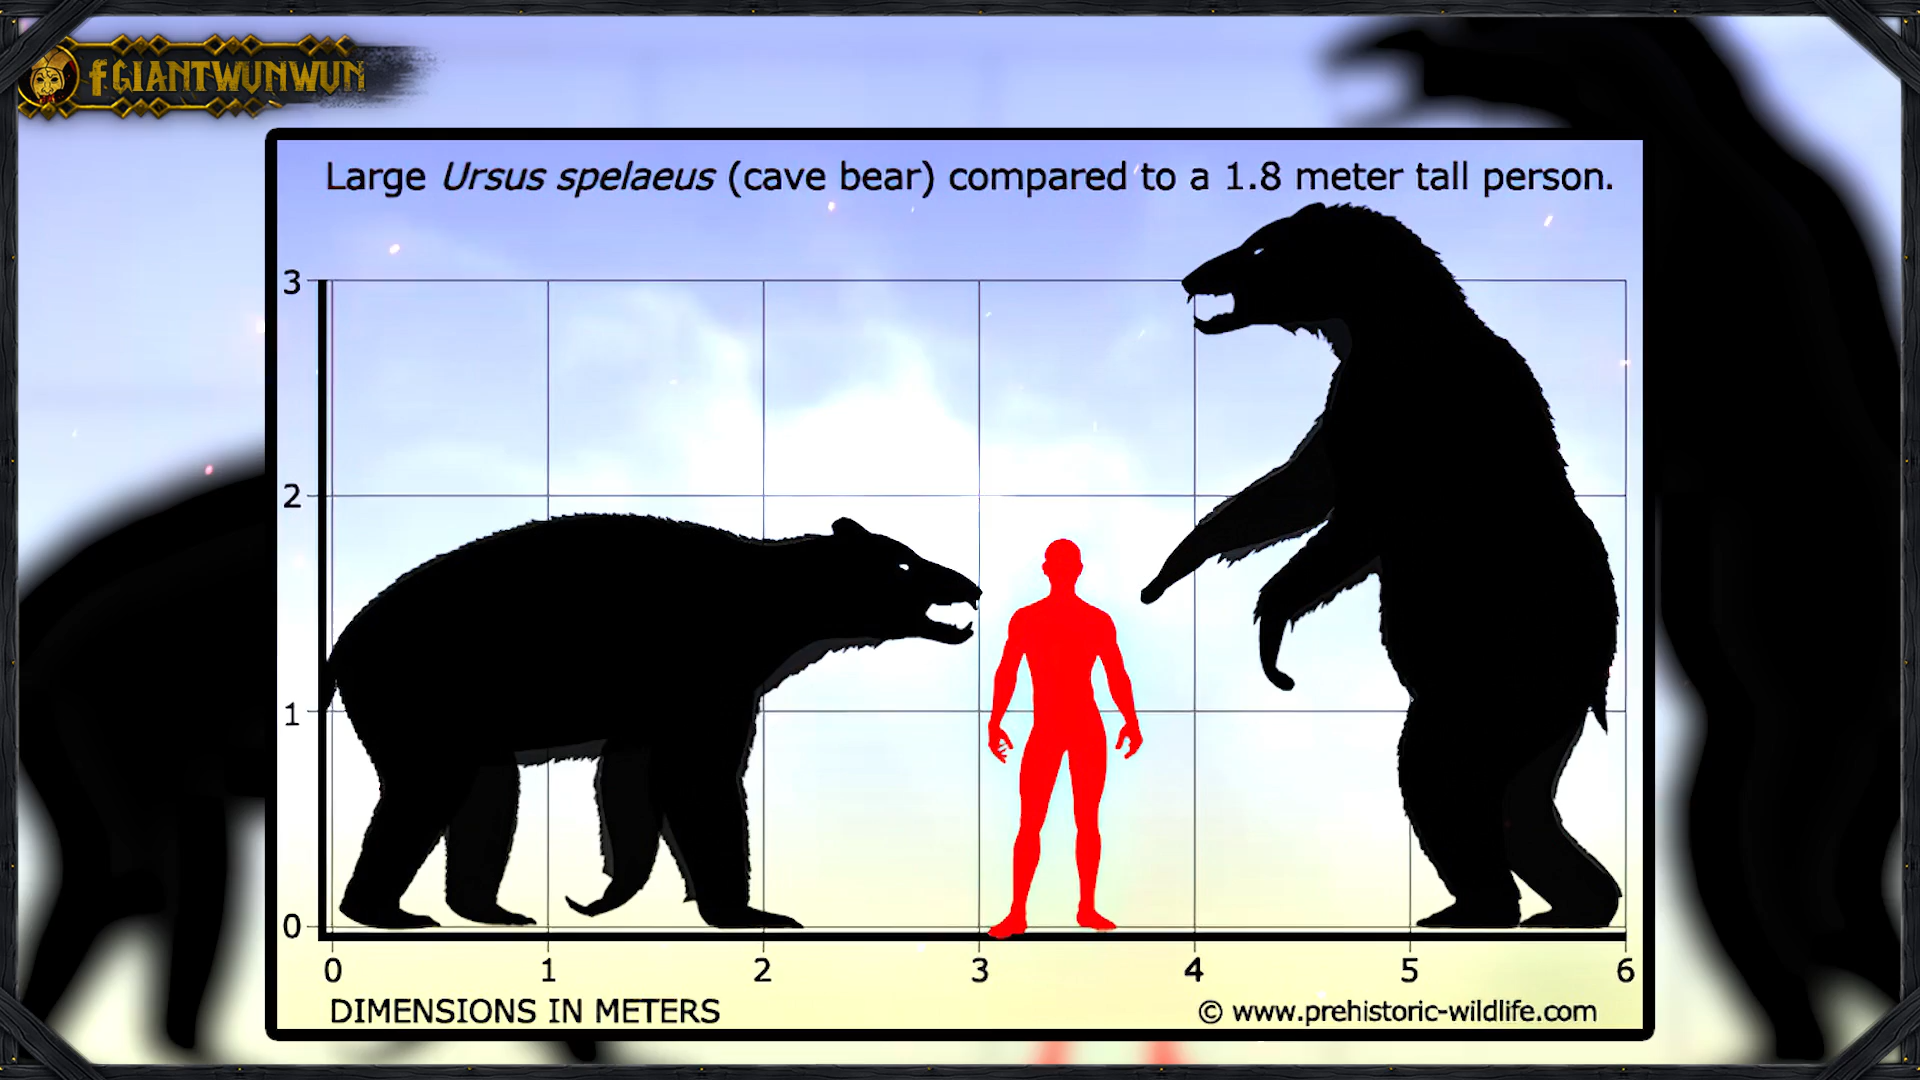 fGIANTWUNWUN
Large Ursus spelaeus (cave bear) compared to a 1.8 meter tall person.
3
2
1
0
0 1 2 3 4 5 6
DIMENSIONS IN METERS
© www.prehistoric-wildlife.com